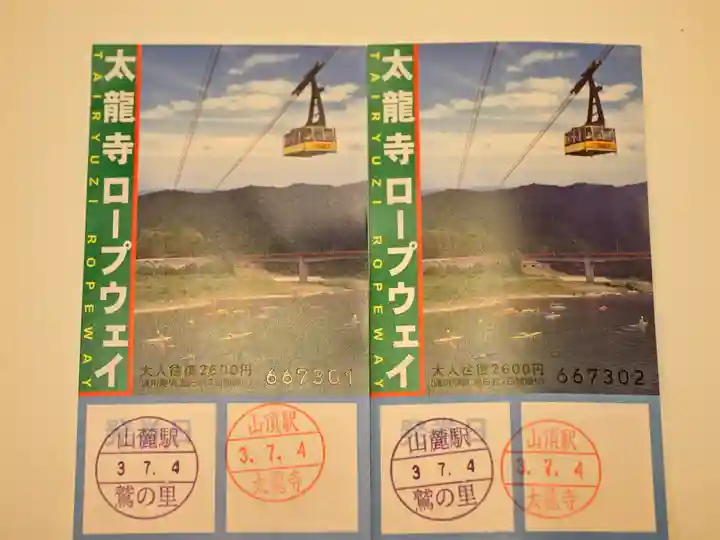 太龍寺ロープウェイ
TAIRYUZI ROPEWAY
大人往復2600円
667301
山麓駅
3.7.4
鷲の里
山頂駅
3.7.4
太龍寺
太龍寺ロープウェイ
TAIRYUZI ROPEWAY
大人往復2600円
667302
山麓駅
3.7.4
鷲の里
山頂駅
3.7.4
太龍寺